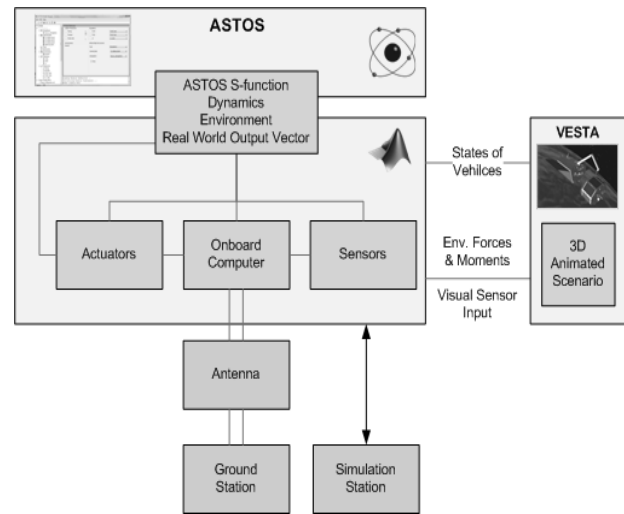 ASTOS
ASTOS S-function
Dynamics
Environment
Real World Output Vector
VESTA
States of
Vehilces
Actuators
Onboard
Computer
Sensors
Env. Forces
& Moments
Visual Sensor
Input
3D
Animated
Scenario
Antenna
Ground
Station
Simulation
Station